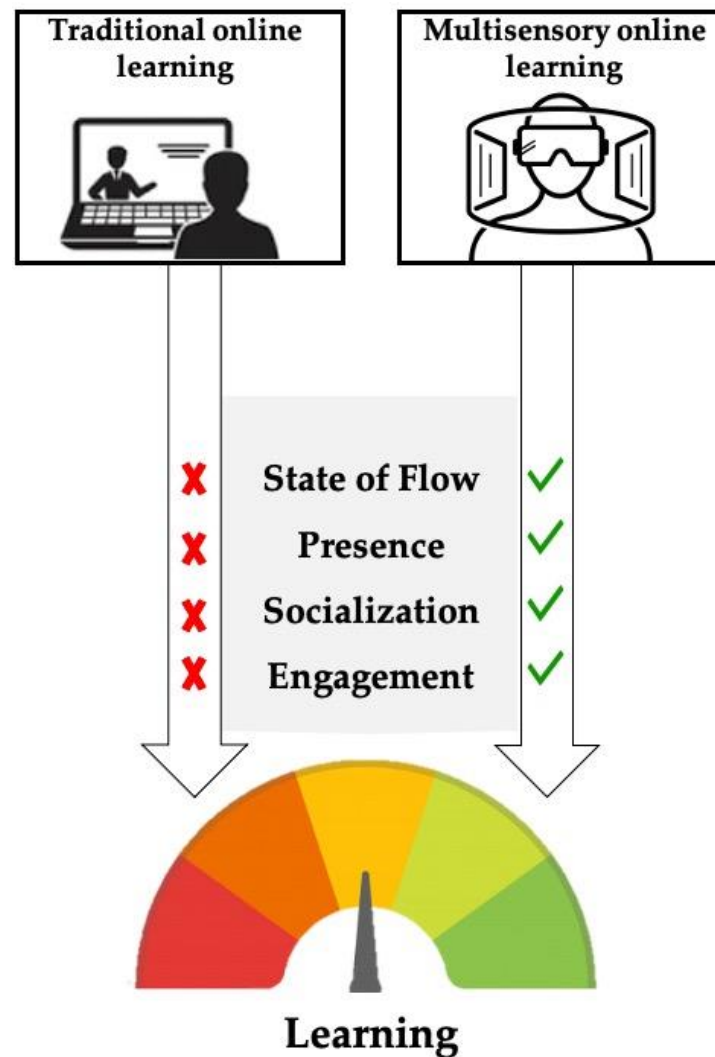 Traditional online
learning
Multisensory online
learning
State of Flow
Presence
Socialization
Engagement
Learning